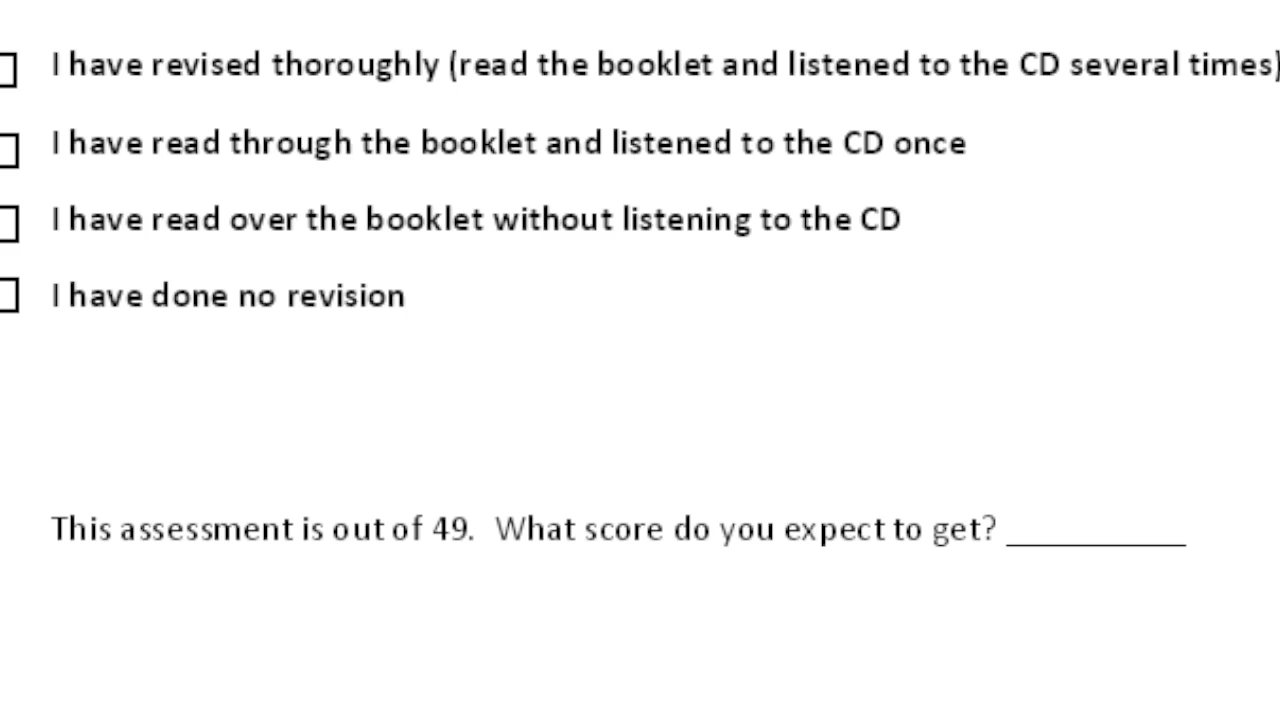 I have revised thoroughly (read the booklet and listened to the CD several times)
I have read through the booklet and listened to the CD once
I have read over the booklet without listening to the CD
I have done no revision
This assessment is out of 49. What score do you expect to get? __________